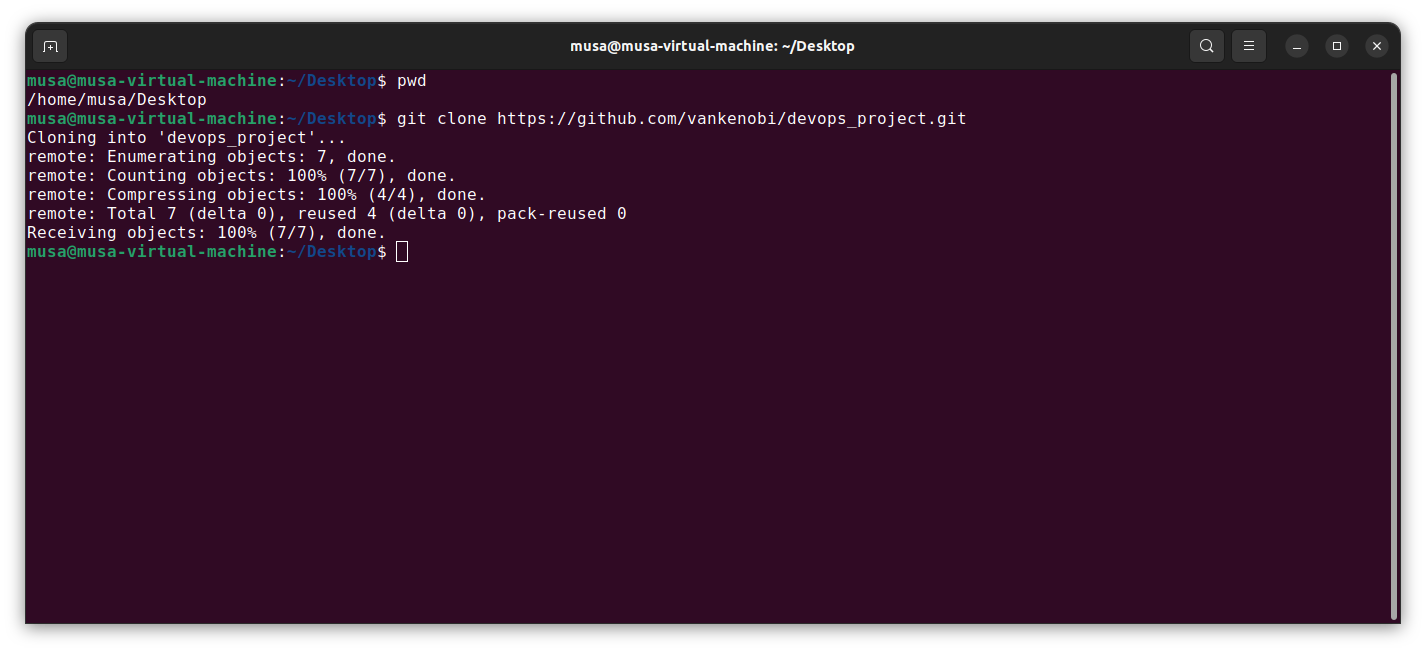 musa@musa-virtual-machine: ~/Desktop
musa@musa-virtual-machine:~/Desktop$ pwd
/home/musa/Desktop
musa@musa-virtual-machine:~/Desktop$ git clone https://github.com/vankenobi/devops_project.git
Cloning into 'devops_project'...
remote: Enumerating objects: 7, done.
remote: Counting objects: 100% (7/7), done.
remote: Compressing objects: 100% (4/4), done.
remote: Total 7 (delta 0), reused 4 (delta 0), pack-reused 0
Receiving objects: 100% (7/7), done.
musa@musa-virtual-machine:~/Desktop$